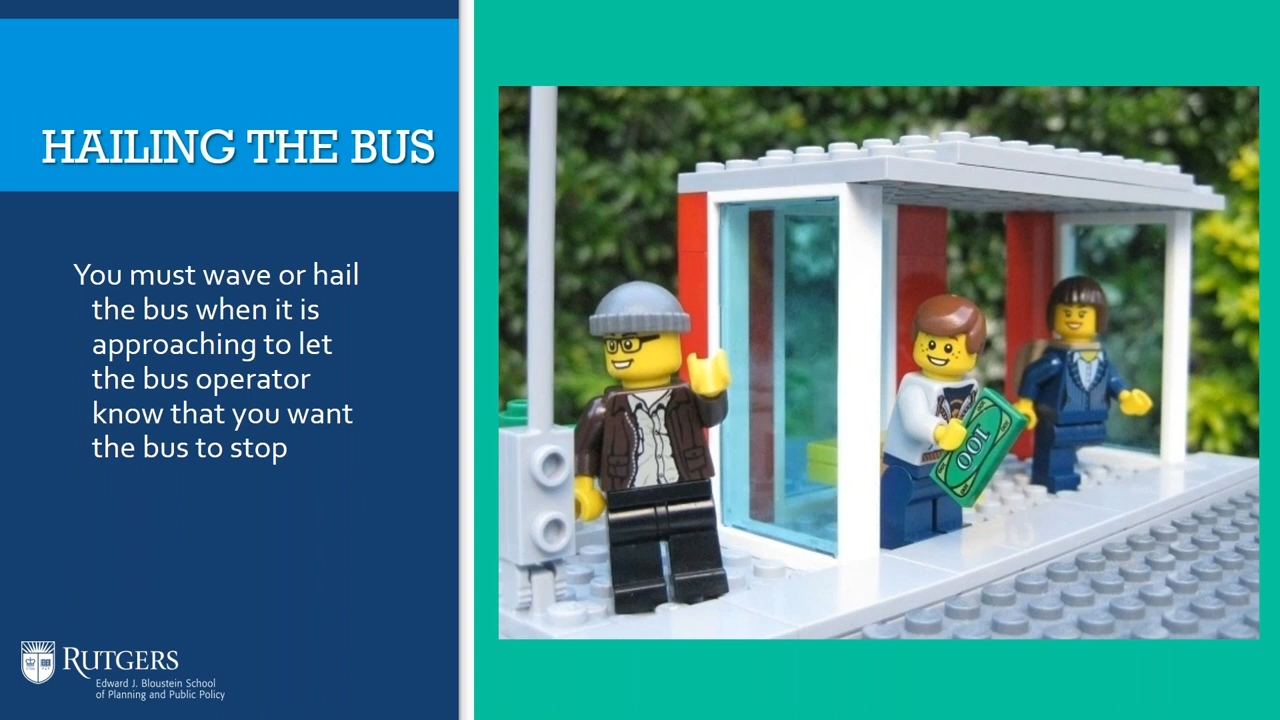 HAILING THE BUS
You must wave or hail
the bus when it is
approaching to let
the bus operator
know that you want
the bus to stop
100
RUTGERS
Edward J. Bloustein School
of Planning and Public Policy